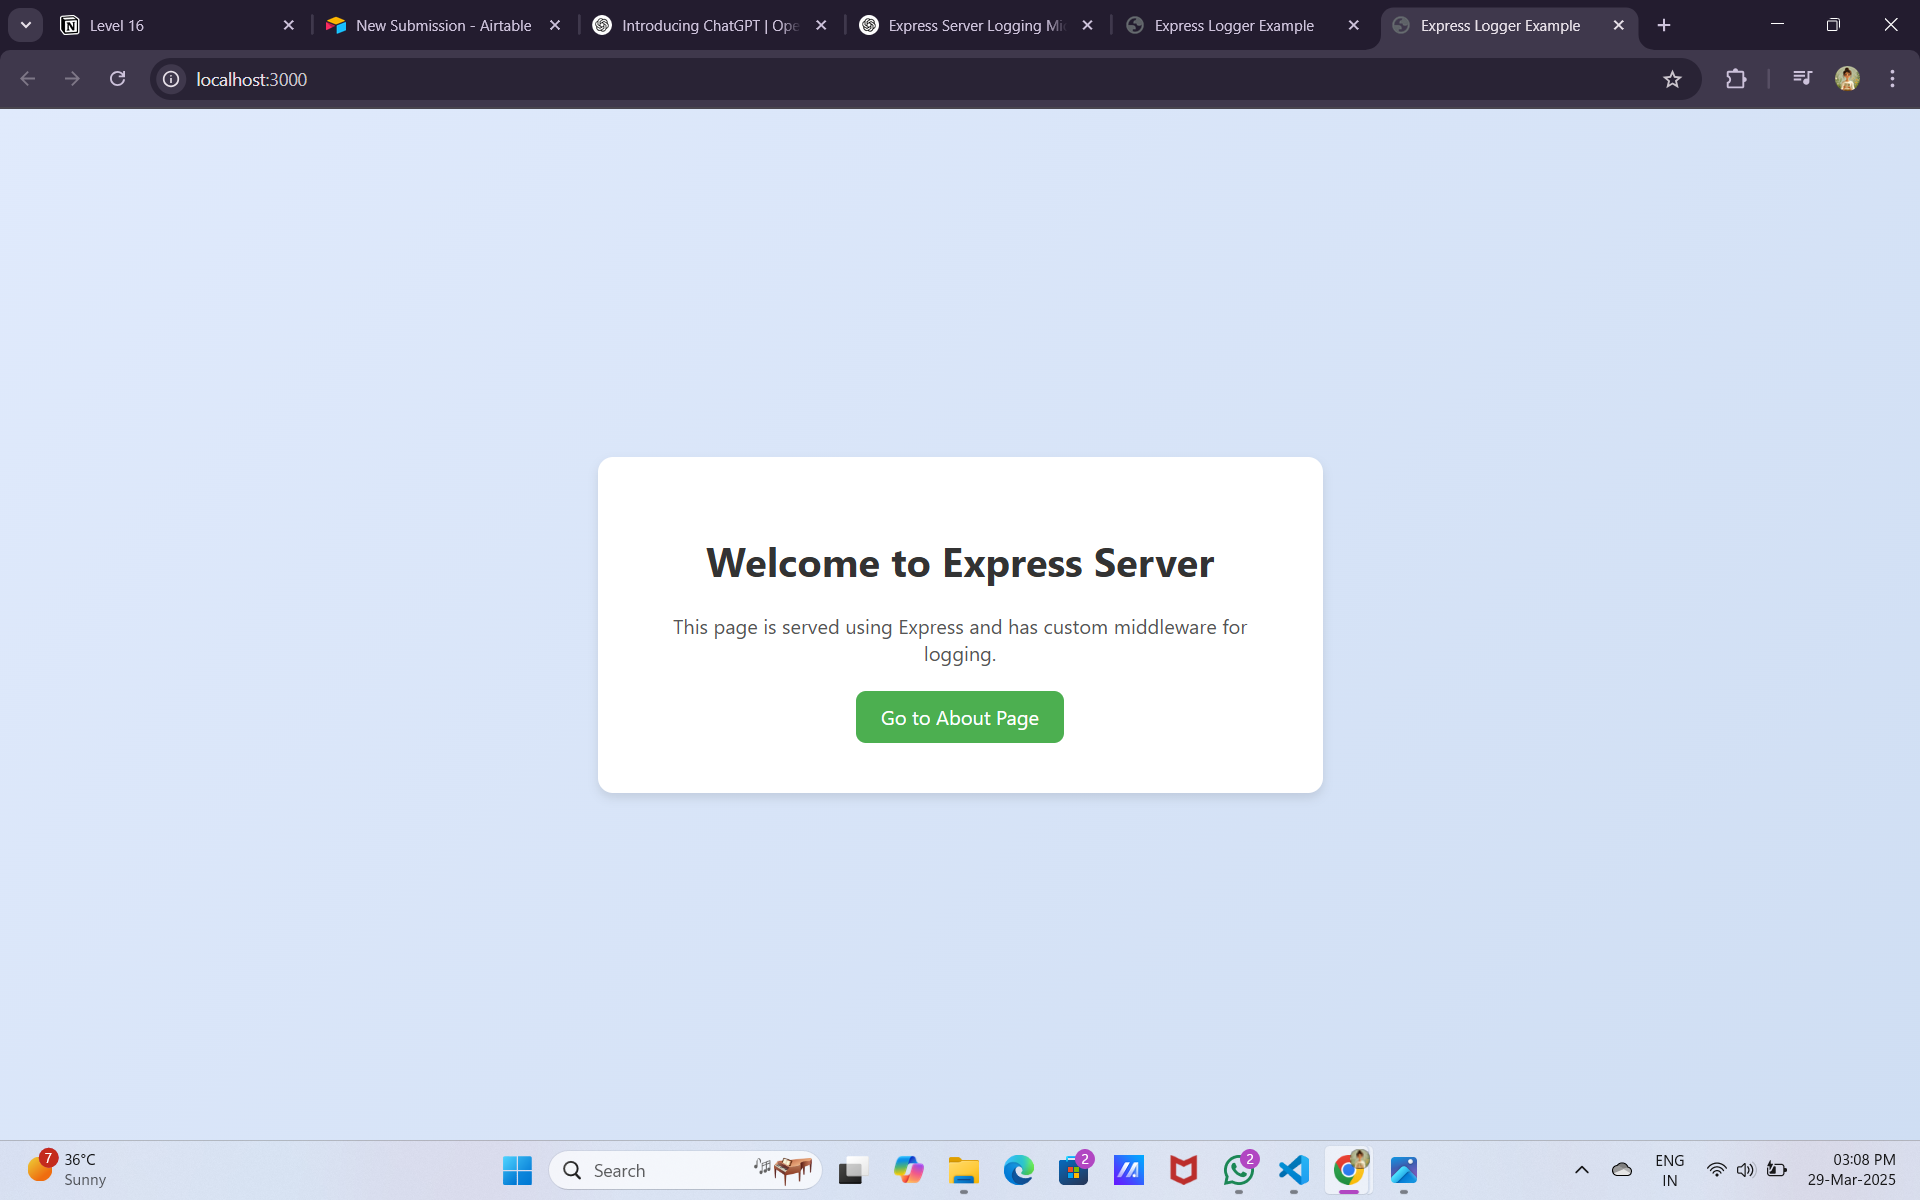 Level 16
New Submission - Airtable
Introducing ChatGPT | Ope
Express Server Logging Mi
Express Logger Example
Express Logger Example
localhost:3000
Welcome to Express Server
This page is served using Express and has custom middleware for
logging.
Go to About Page
7
36°C
Sunny
Search
2
2
ENG
IN
03:08 PM
29-Mar-2025